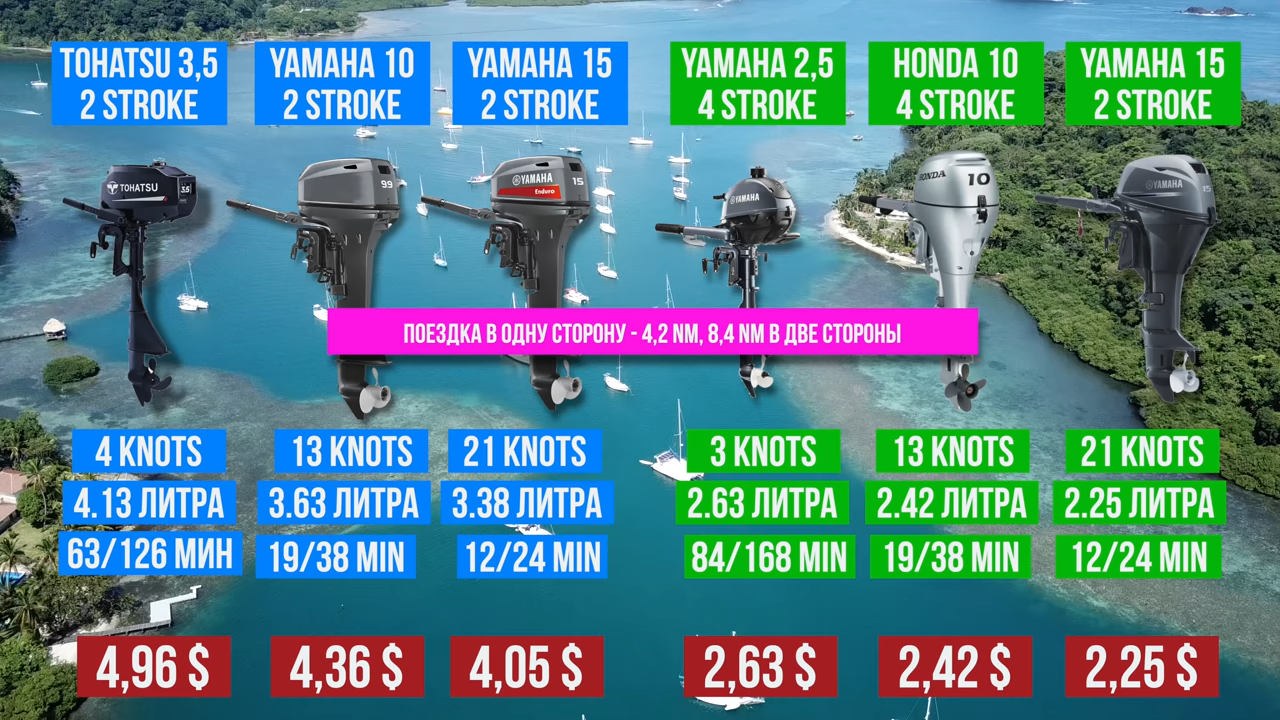 TOHATSU 3,5
2 STROKE
YAMAHA 10
2 STROKE
YAMAHA 15
2 STROKE
YAMAHA 2,5
4 STROKE
HONDA 10
4 STROKE
YAMAHA 15
2 STROKE
TOHATSU
3.5
9.9
YAMAHA
15
Enduro
YAMAHA
HONDA
10
YAMAHA
15
ПОЕЗДКА В ОДНУ СТОРОНУ - 4,2 NM, 8,4 NM В ДВЕ СТОРОНЫ
4 KNOTS
13 KNOTS
21 KNOTS
3 KNOTS
13 KNOTS
21 KNOTS
4.13 ЛИТРА
3.63 ЛИТРА
3.38 ЛИТРА
2.63 ЛИТРА
2.42 ЛИТРА
2.25 ЛИТРА
63/126 МИН
19/38 MIN
12/24 MIN
84/168 MIN
19/38 MIN
12/24 MIN
4,96 $
4,36 $
4,05 $
2,63 $
2,42 $
2,25 $